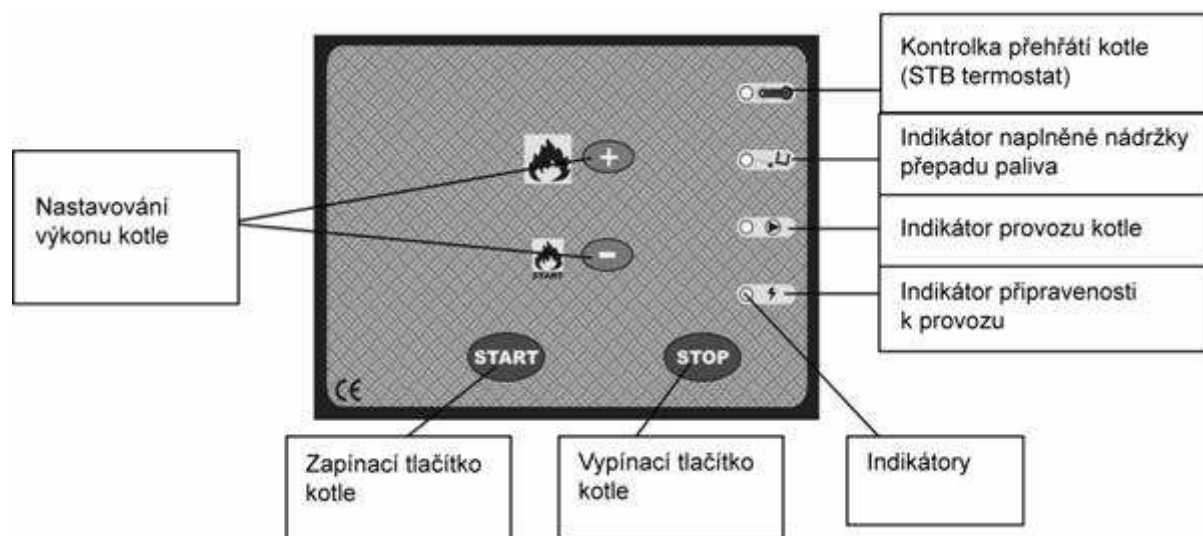 Kontrolka přehřátí kotle
(STB termostat)
Indikátor naplněné nádržky
přepadu paliva
Nastavování
výkonu kotle
+
Indikátor provozu kotle
−
START
Indikátor připravenosti
k provozu
START
STOP
CE
Zapínací tlačítko
kotle
Vypínací tlačítko
kotle
Indikátory